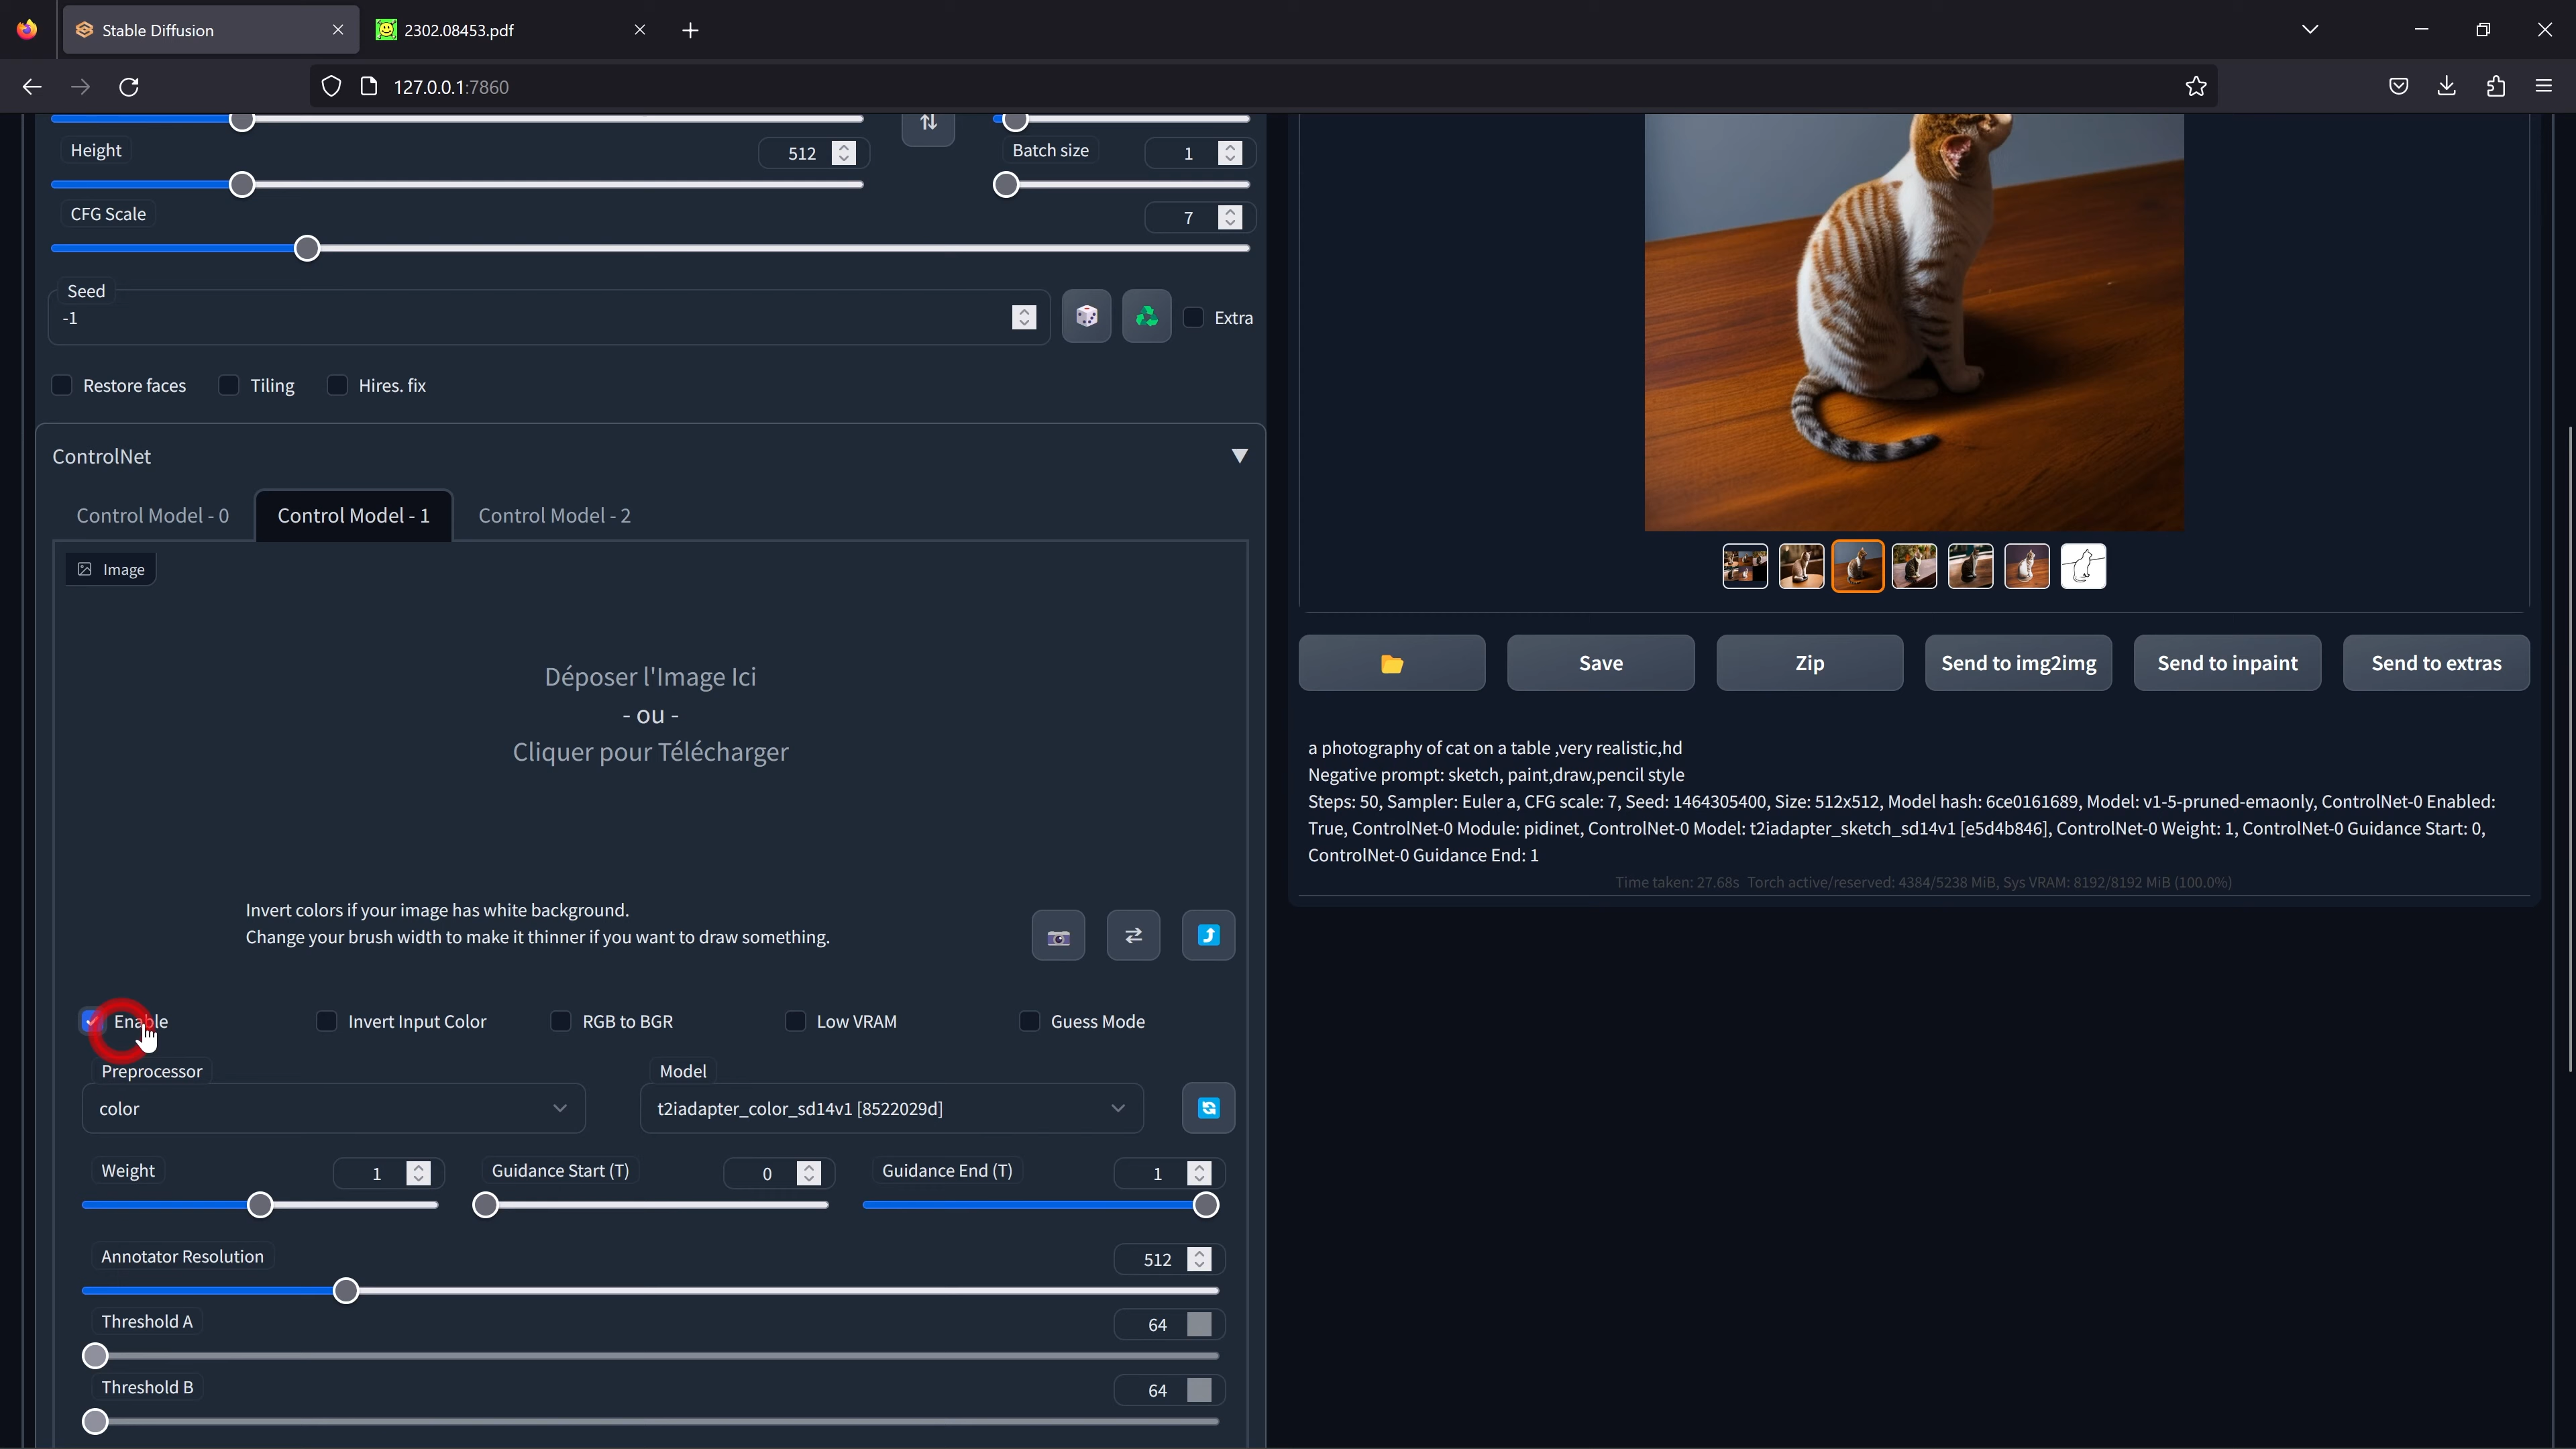 Stable Diffusion
2302.08453.pdf
127.0.0.1:7860
Height
512
Batch size
1
CFG Scale
7
Seed
-1
Extra
Restore faces
Tiling
Hires. fix
ControlNet
Control Model - 0
Control Model - 1
Control Model - 2
Image
Déposer l'Image Ici
- ou -
Cliquer pour Télécharger
Invert colors if your image has white background.
Change your brush width to make it thinner if you want to draw something.
Enable
Invert Input Color
RGB to BGR
Low VRAM
Guess Mode
Preprocessor
Model
color
t2iadapter_color_sd14v1 [8522029d]
Weight
1
Guidance Start (T)
0
Guidance End (T)
1
Annotator Resolution
512
Threshold A
64
Threshold B
64
Save
Zip
Send to img2img
Send to inpaint
Send to extras
a photography of cat on a table ,very realistic,hd
Negative prompt: sketch, paint,draw,pencil style
Steps: 50, Sampler: Euler a, CFG scale: 7, Seed: 1464305400, Size: 512x512, Model hash: 6ce0161689, Model: v1-5-pruned-emaonly, ControlNet-0 Enabled:
True, ControlNet-0 Module: pidinet, ControlNet-0 Model: t2iadapter_sketch_sd14v1 [e5d4b846], ControlNet-0 Weight: 1, ControlNet-0 Guidance Start: 0,
ControlNet-0 Guidance End: 1
Time taken: 27.68s Torch active/reserved: 4384/5238 MiB, Sys VRAM: 8192/8192 MiB (100.0%)